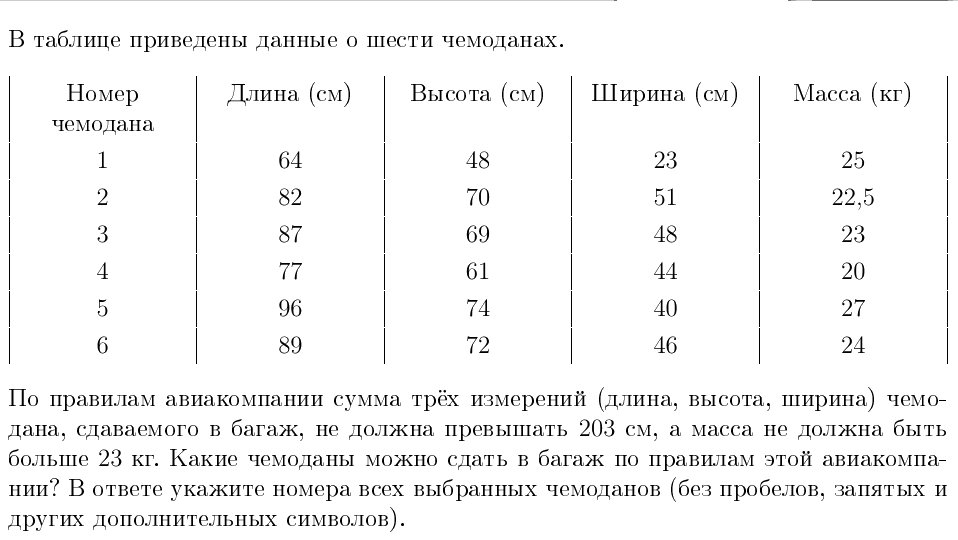 В таблице приведены данные о шести чемоданах.
Номер чемодана Длина (см) Высота (см) Ширина (см) Масса (кг)
1 64 48 23 25
2 82 70 51 22,5
3 87 69 48 23
4 77 61 44 20
5 96 74 40 27
6 89 72 46 24
По правилам авиакомпании сумма трёх измерений (длина, высота, ширина) чемо-
дана, сдаваемого в багаж, не должна превышать 203 см, а масса не должна быть
больше 23 кг. Какие чемоданы можно сдать в багаж по правилам этой авиакомпа-
нии? В ответе укажите номера всех выбранных чемоданов (без пробелов, запятых и
других дополнительных символов).